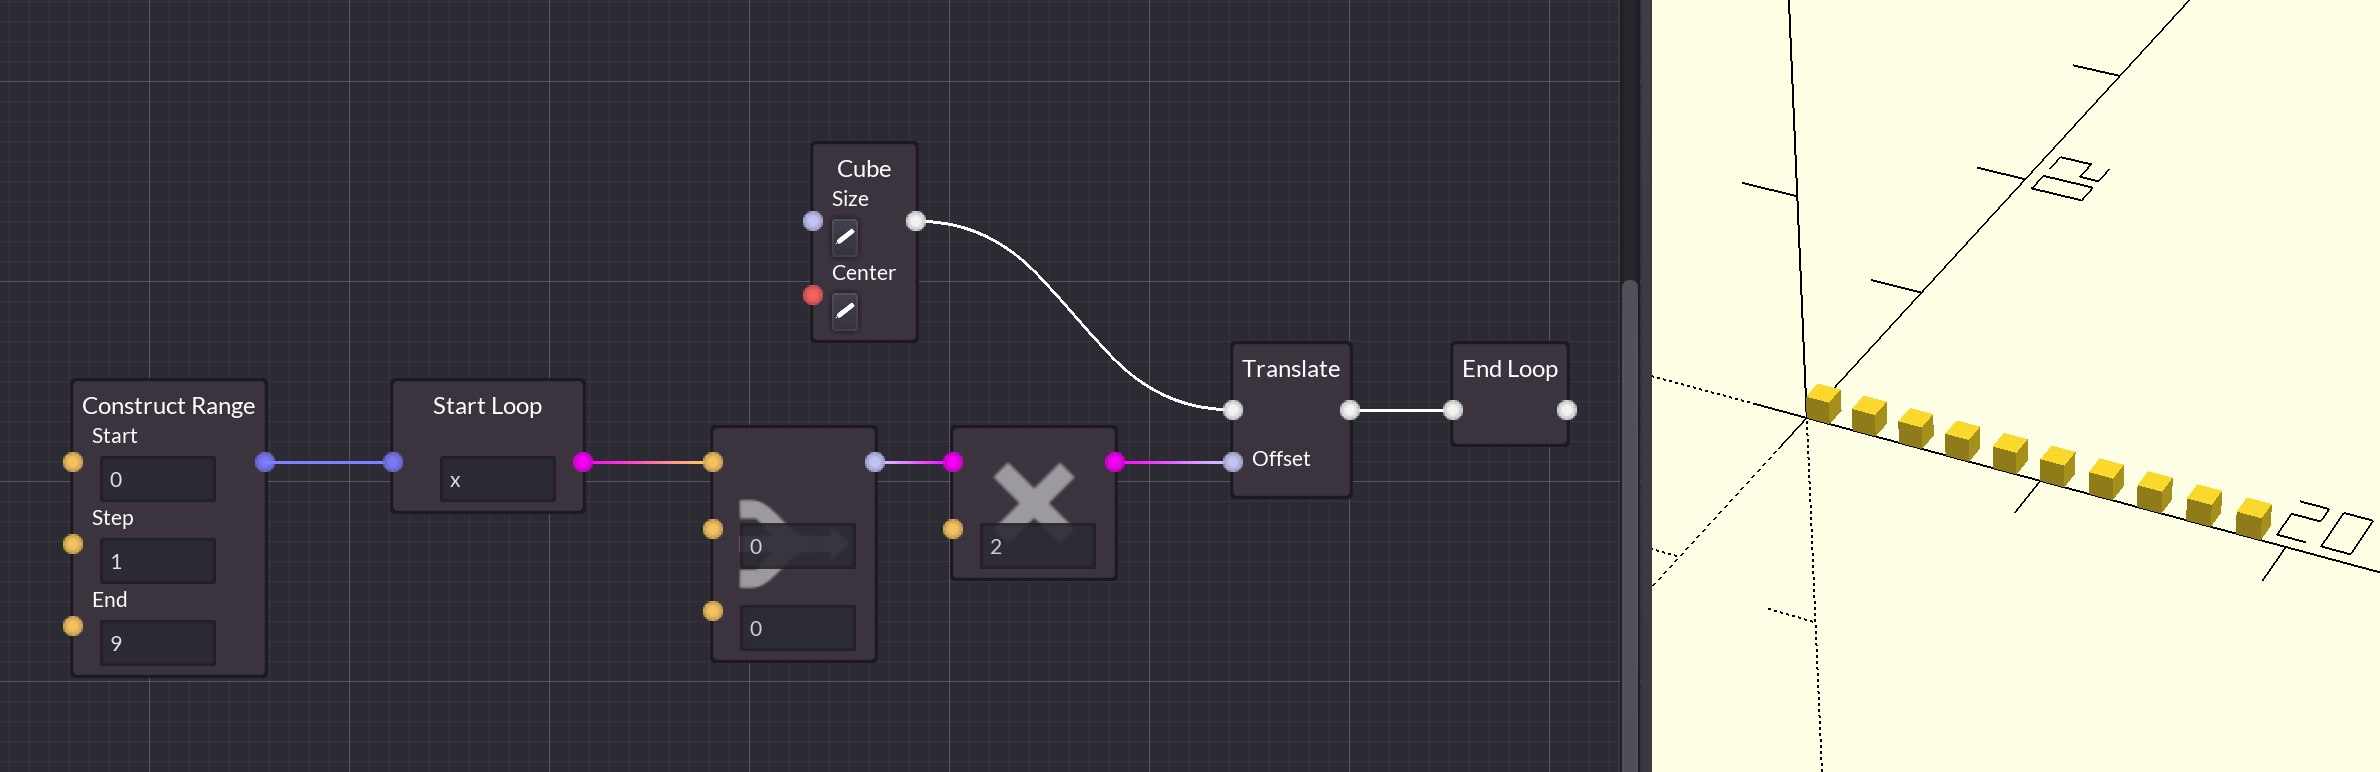 Cube
Size
Center
Construct Range
Start
0
Step
1
End
9
Start Loop
x
0
0
2
Translate
Offset
End Loop
20
20